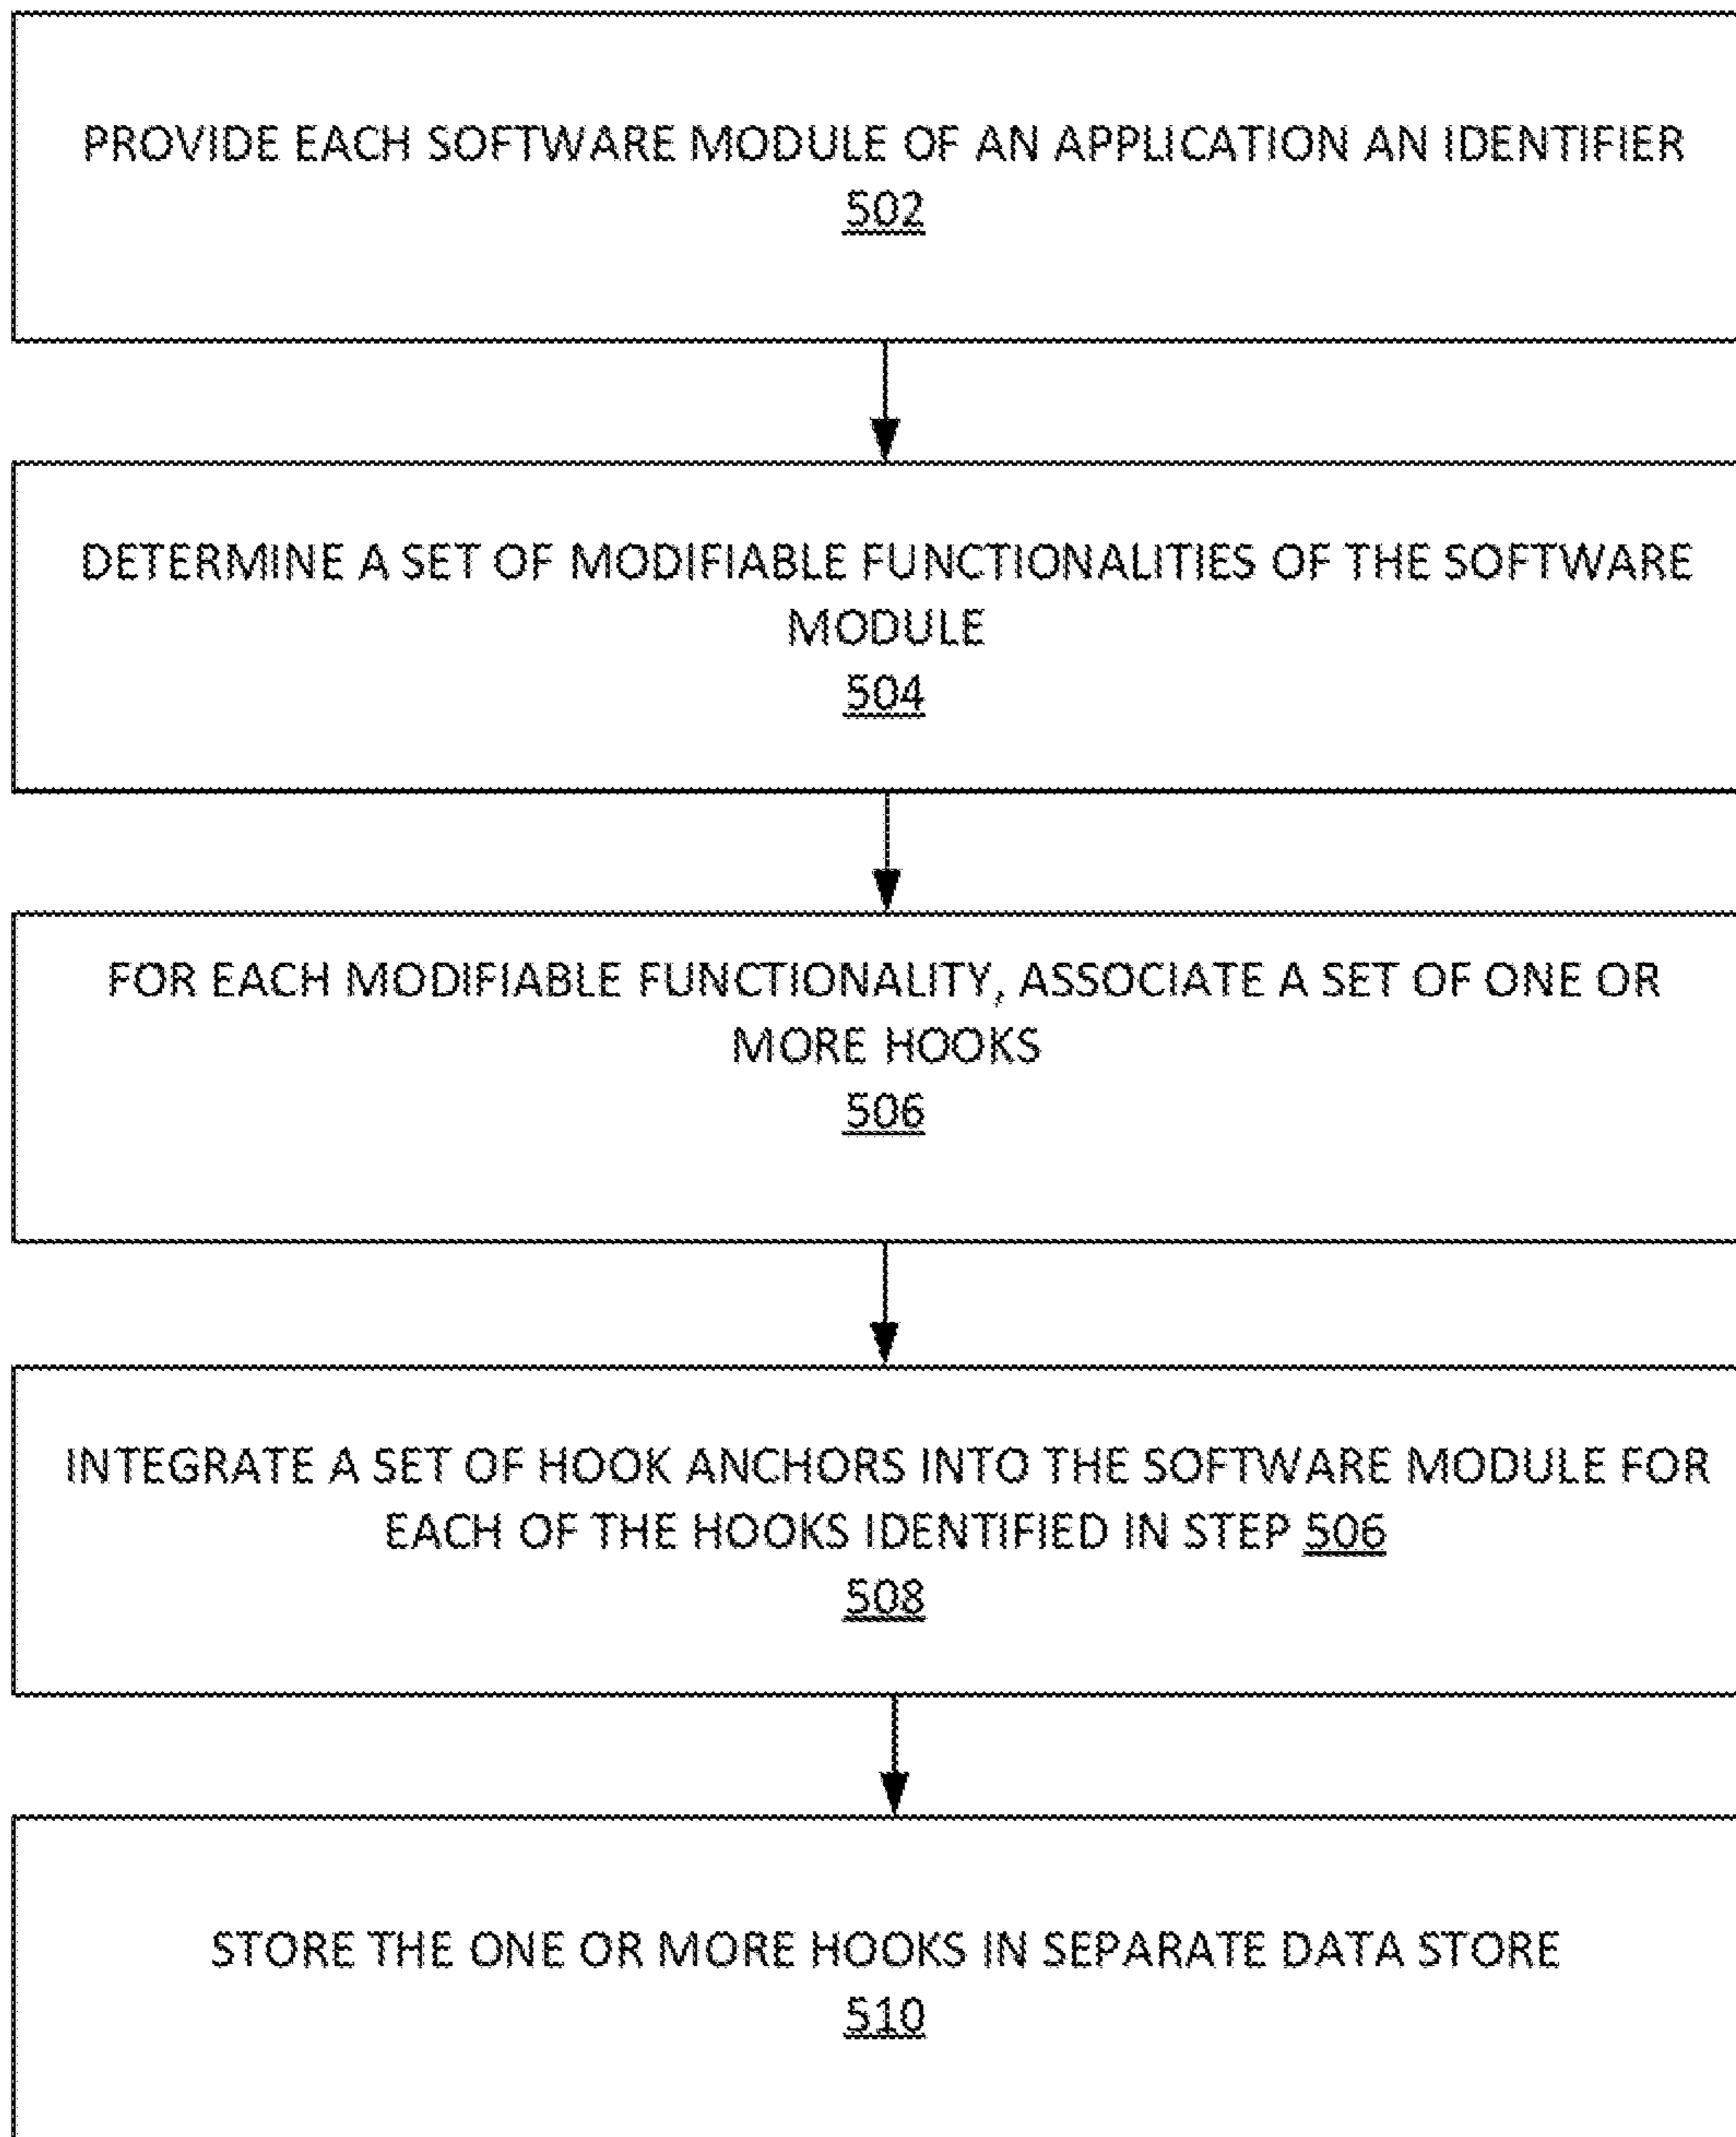 PROVIDE EACH SOFTWARE MODULE OF AN APPLICATION AN IDENTIFIER
502
DETERMINE A SET OF MODIFIABLE FUNCTIONALITIES OF THE SOFTWARE
MODULE
504
FOR EACH MODIFIABLE FUNCTIONALITY, ASSOCIATE A SET OF ONE OR
MORE HOOKS
506
INTEGRATE A SET OF HOOK ANCHORS INTO THE SOFTWARE MODULE FOR
EACH OF THE HOOKS IDENTIFIED IN STEP 506
508
STORE THE ONE OR MORE HOOKS IN SEPARATE DATA STORE
510